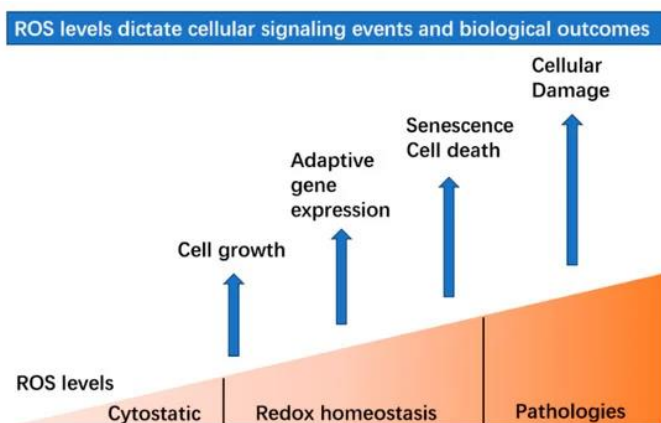 ROS levels dictate cellular signaling events and biological outcomes
Cellular
Damage
Senescence
Cell death
Adaptive
gene
expression
Cell growth
ROS levels
Cytostatic
Redox homeostasis
Pathologies